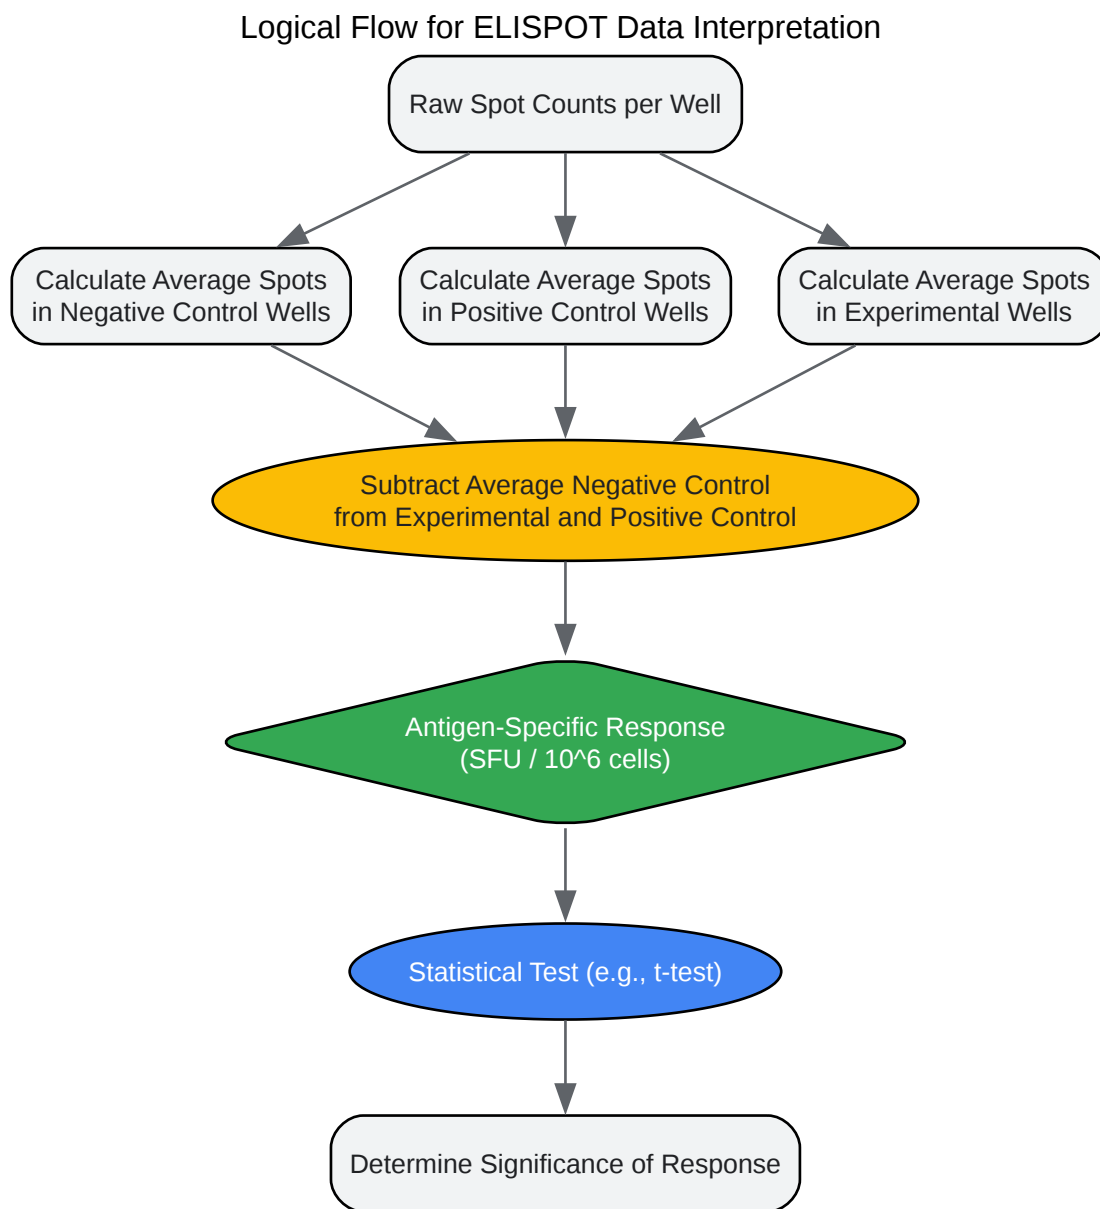 Logical Flow for ELISPOT Data Interpretation
Raw Spot Counts per Well
Calculate Average Spots
in Negative Control Wells
Calculate Average Spots
in Positive Control Wells
Calculate Average Spots
in Experimental Wells
Subtract Average Negative Control
from Experimental and Positive Control
Antigen-Specific Response
(SFU / 10^6 cells)
Statistical Test (e.g., t-test)
Determine Significance of Response